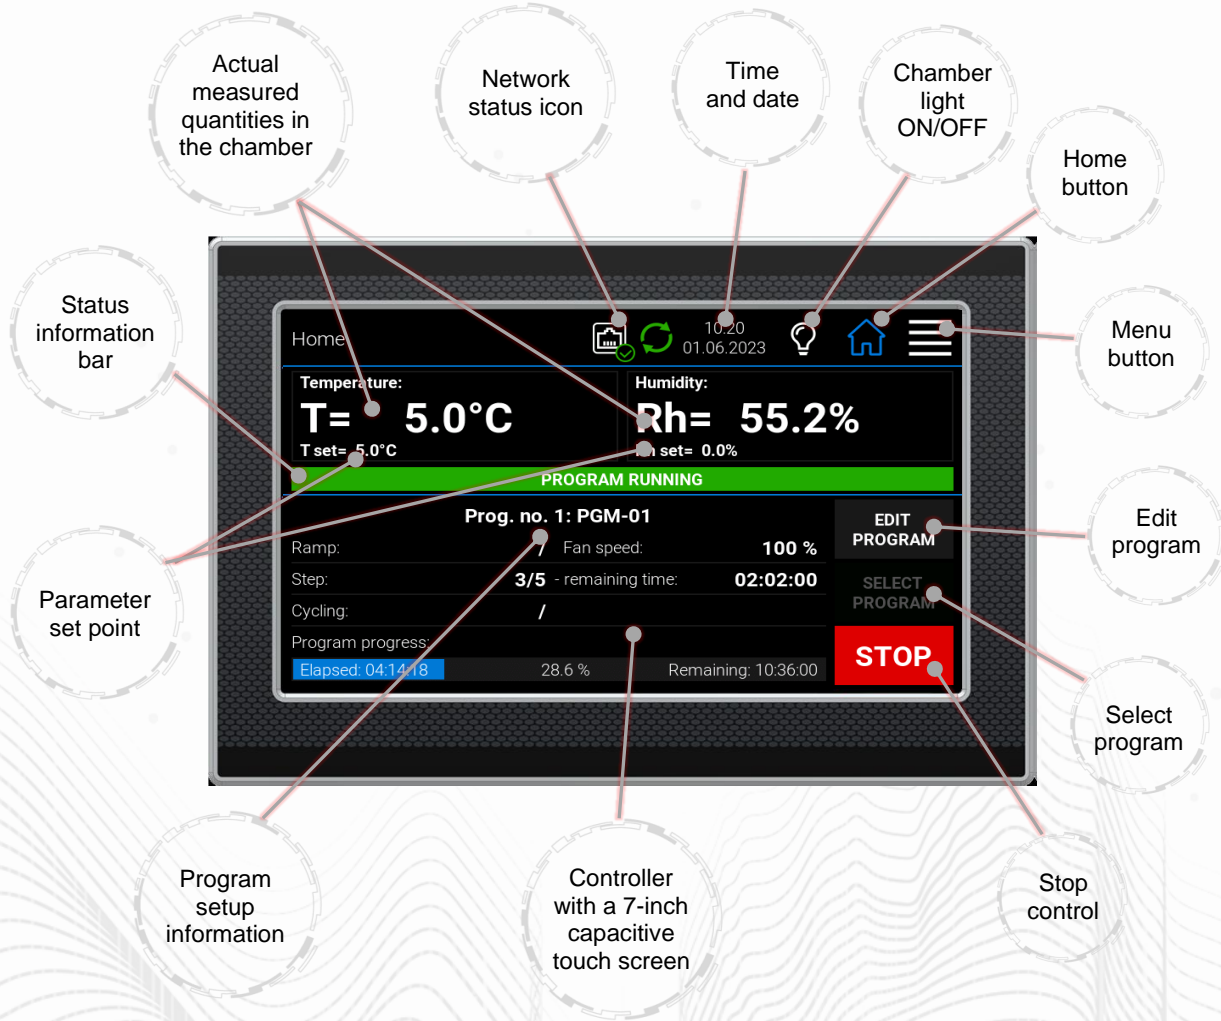 Actual
measured
quantities in
the chamber
Network
status icon
Time
and date
Chamber
light
ON/OFF
Home
button
Status
information
bar
Menu
button
Parameter
set point
Edit
program
Select
program
Program
setup
information
Controller
with a 7-inch
capacitive
touch screen
Stop
control
Home
10:20
01.06.2023
Temperature:
T= 5.0°C
T set= 5.0°C
Humidity:
Rh= 55.2%
Rh set= 0.0%
PROGRAM RUNNING
Prog. no. 1: PGM-01
Ramp: / Fan speed: 100 %
Step: 3/5 - remaining time: 02:02:00
Cycling: /
Program progress:
Elapsed: 04:14:18 28.6 % Remaining: 10:36:00
EDIT
PROGRAM
SELECT
PROGRAM
STOP